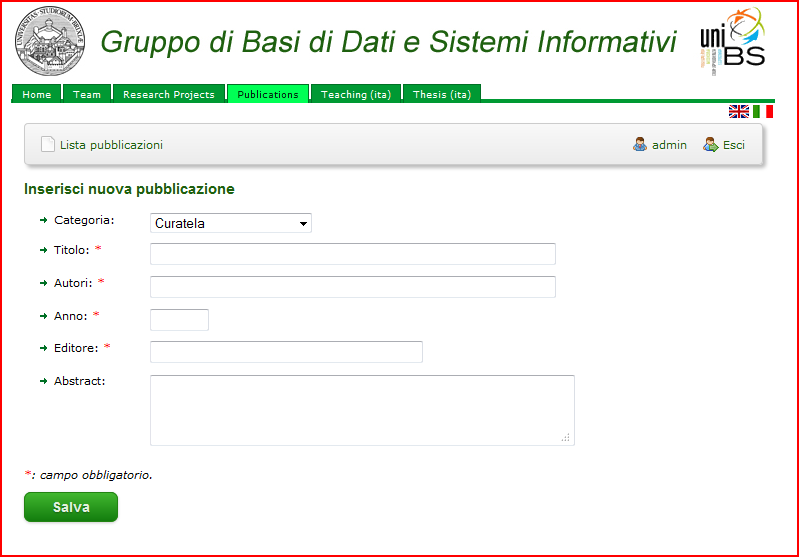 UNIVERSITAS STUDIORUM BRIXIAE
Gruppo di Basi di Dati e Sistemi Informativi
uni
BS
Home Team Research Projects Publications Teaching (ita) Thesis (ita)
Lista pubblicazioni admin Esci
Inserisci nuova pubblicazione
Categoria: Curatela
Titolo: *
Autori: *
Anno: *
Editore: *
Abstract:
*: campo obbligatorio.
Salva